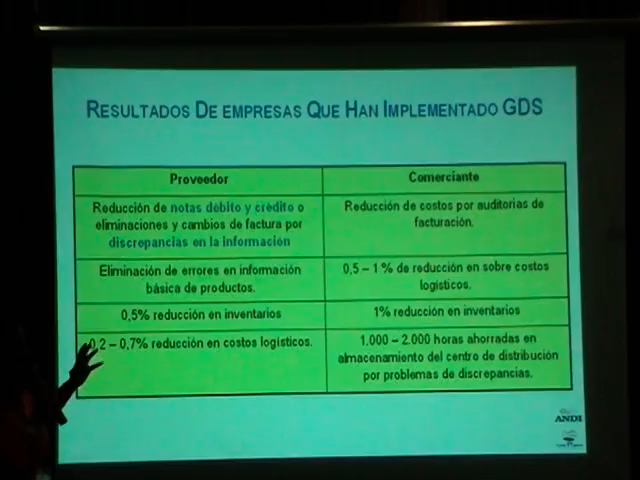 RESULTADOS DE EMPRESAS QUE HAN IMPLEMENTADO GDS
Proveedor
Comerciante
Reducción de notas débito y crédito o
eliminaciones y cambios de factura por
discrepancias en la información
Reducción de costos por auditorias de
facturación.
Eliminación de errores en información
básica de productos.
0,5 – 1 % de reducción en sobre costos
logísticos.
0,5% reducción en inventarios
1% reducción en inventarios
0,2 – 0,7% reducción en costos logísticos.
1.000 – 2.000 horas ahorradas en
almacenamiento del centro de distribución
por problemas de discrepancias.
ANDI